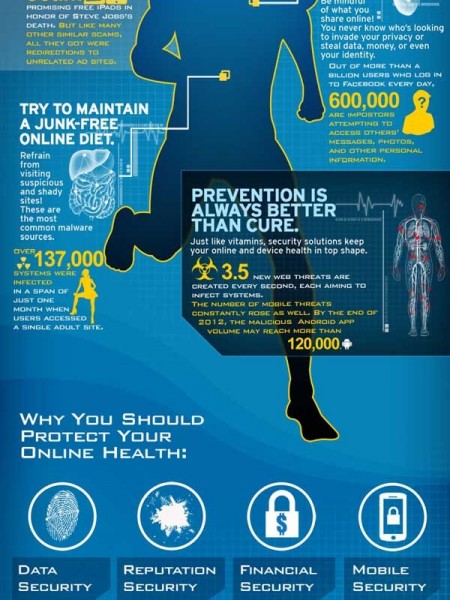 PROMISING FREE IPADS IN
HONOR OF STEVE JOBS'S
DEATH. BUT LIKE MANY
OTHER SIMILAR SCAMS,
ALL THEY GOT WERE
REDIRECTIONS TO
UNRELATED AD SITES.
Be mindful
of what you
share online!
You never know who's looking
to invade your privacy or
steal data, money, or even
your identity.
OUT OF MORE THAN A
BILLION USERS WHO LOG IN
TO FACEBOOK EVERY DAY,
600,000
ARE IMPOSTORS
ATTEMPTING TO
ACCESS OTHERS'
MESSAGES, PHOTOS,
AND OTHER PERSONAL
INFORMATION.
?
TRY TO MAINTAIN
A JUNK-FREE
ONLINE DIET.
Refrain
from
visiting
suspicious
and shady
sites!
These are
the most
common malware
sources.
OVER 137,000
SYSTEMS WERE
INFECTED
IN A SPAN OF
JUST ONE
MONTH WHEN
USERS ACCESSED
A SINGLE ADULT SITE.
PREVENTION IS
ALWAYS BETTER
THAN CURE.
Just like vitamins, security solutions keep
your online and device health in top shape.
3.5 NEW WEB THREATS ARE
CREATED EVERY SECOND, EACH AIMING TO
INFECT SYSTEMS.
THE NUMBER OF MOBILE THREATS
CONSTANTLY ROSE AS WELL. BY THE END OF
2012, THE MALICIOUS ANDROID APP
VOLUME MAY REACH MORE THAN
120,000.
WHY YOU SHOULD
PROTECT YOUR
ONLINE HEALTH:
$
DATA
SECURITY
REPUTATION
SECURITY
FINANCIAL
SECURITY
MOBILE
SECURITY